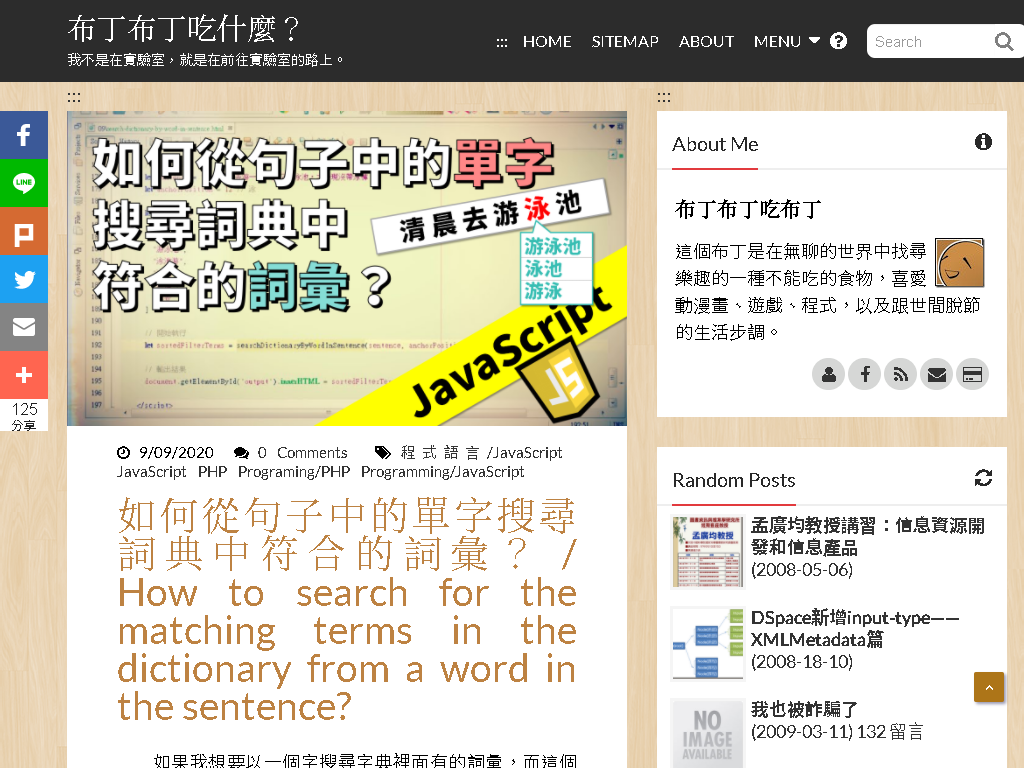 布丁布丁吃什麼？
我不是在實驗室，就是在前往實驗室的路上。
::: HOME SITEMAP ABOUT MENU
Search
:::
:::
如何從句子中的單字
搜尋詞典中
符合的詞彙？
清晨去游泳池
游泳池
泳池
游泳
JavaScript
JS
LINE
125
分享
9/09/2020 0 Comments 程式語言/JavaScript
JavaScript PHP Programing/PHP Programming/JavaScript
如何從句子中的單字搜尋
詞典中符合的詞彙？ /
How to search for the
matching terms in the
dictionary from a word in
the sentence?
如果我想要以一個字搜尋字典裡面有的詞彙，而這個
About Me
布丁布丁吃布丁
這個布丁是在無聊的世界中找尋
樂趣的一種不能吃的食物，喜愛
動漫畫、遊戲、程式，以及跟世間脫節
的生活步調。
Random Posts
孟廣均教授
孟廣均教授講習：信息資源開
發和信息產品
(2008-05-06)
DSpace新增input-type——
XMLMetadata篇
(2008-18-10)
NO
IMAGE
AVAILABLE
我也被詐騙了
(2009-03-11) 132 留言